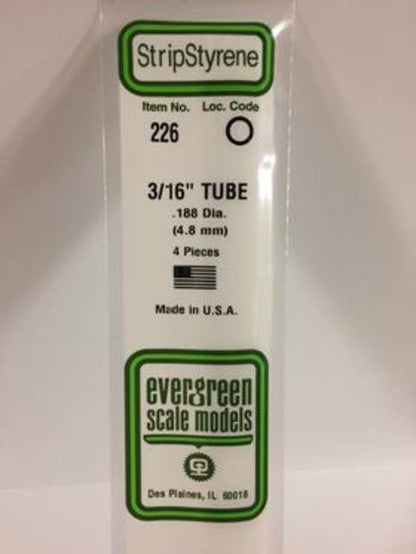 StripStyrene
Item No. Loc. Code
226
3/16" TUBE
.188 Dia.
(4.8 mm)
4 Pieces
Made in U.S.A.
evergreen
scale models
Des Plaines, IL 60018